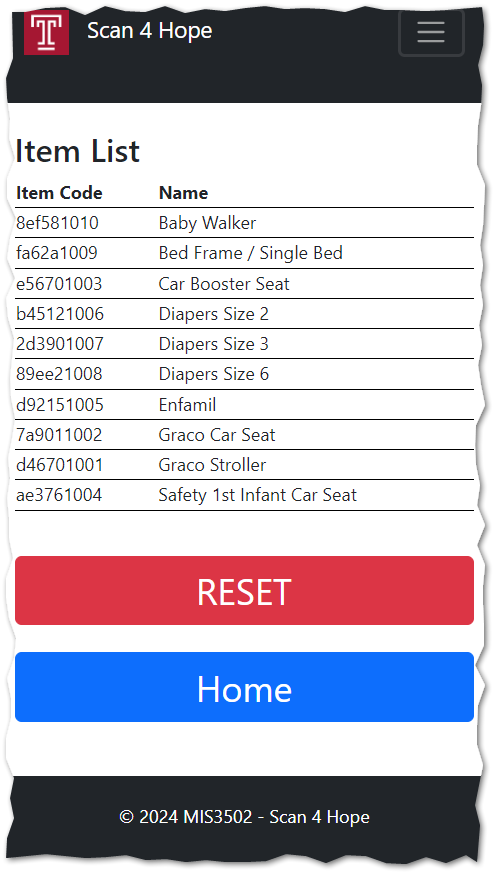 Scan 4 Hope
Item List
Item Code Name
8ef581010 Baby Walker
fa62a1009 Bed Frame / Single Bed
e56701003 Car Booster Seat
b45121006 Diapers Size 2
2d3901007 Diapers Size 3
89ee21008 Diapers Size 6
d92151005 Enfamil
7a9011002 Graco Car Seat
d46701001 Graco Stroller
ae3761004 Safety 1st Infant Car Seat
RESET
Home
© 2024 MIS3502 - Scan 4 Hope